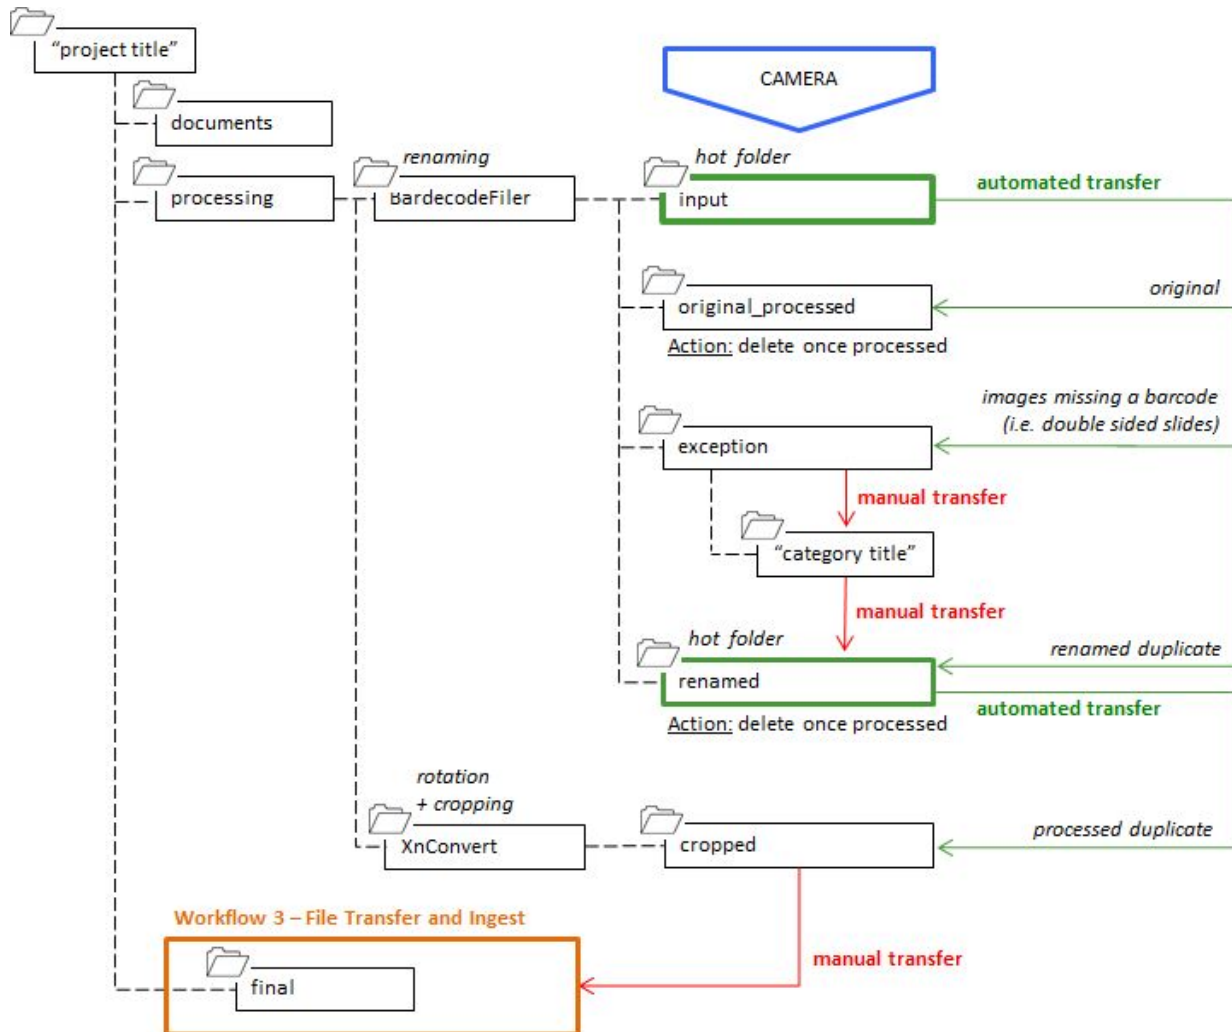 “project title”
CAMERA
documents
renaming
hot folder
processing
BardecodeFiler
input
automated transfer
original
original_processed
Action: delete once processed
images missing a barcode
(i.e. double sided slides)
exception
manual transfer
“category title”
manual transfer
hot folder
renamed duplicate
renamed
automated transfer
Action: delete once processed
rotation
+ cropping
XnConvert
cropped
processed duplicate
Workflow 3 – File Transfer and Ingest
manual transfer
final